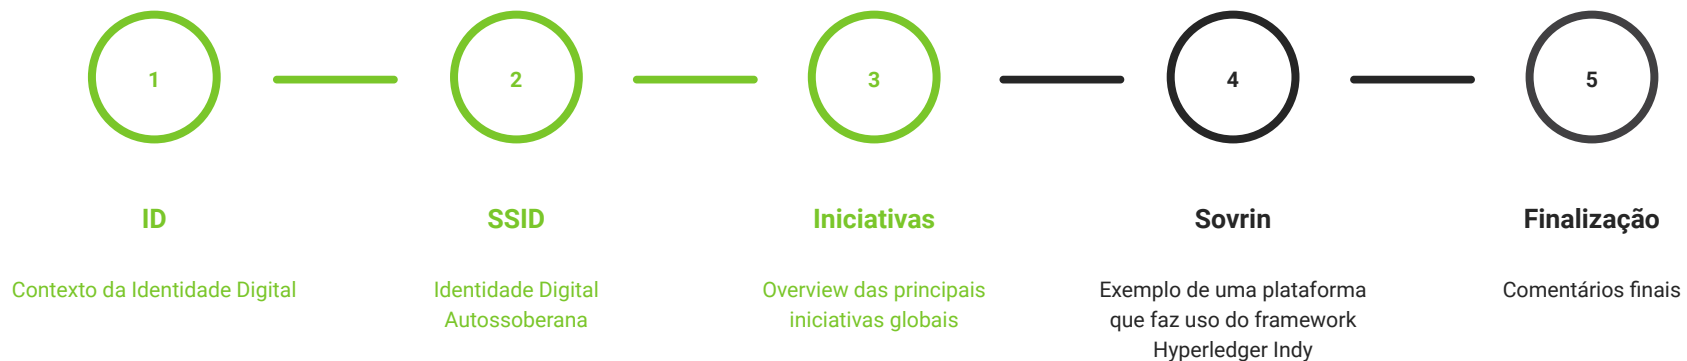 1
2
3
4
5
ID
SSID
Iniciativas
Sovrin
Finalização
Contexto da Identidade Digital
Identidade Digital
Autossoberana
Overview das principais
iniciativas globais
Exemplo de uma plataforma
que faz uso do framework
Hyperledger Indy
Comentários finais